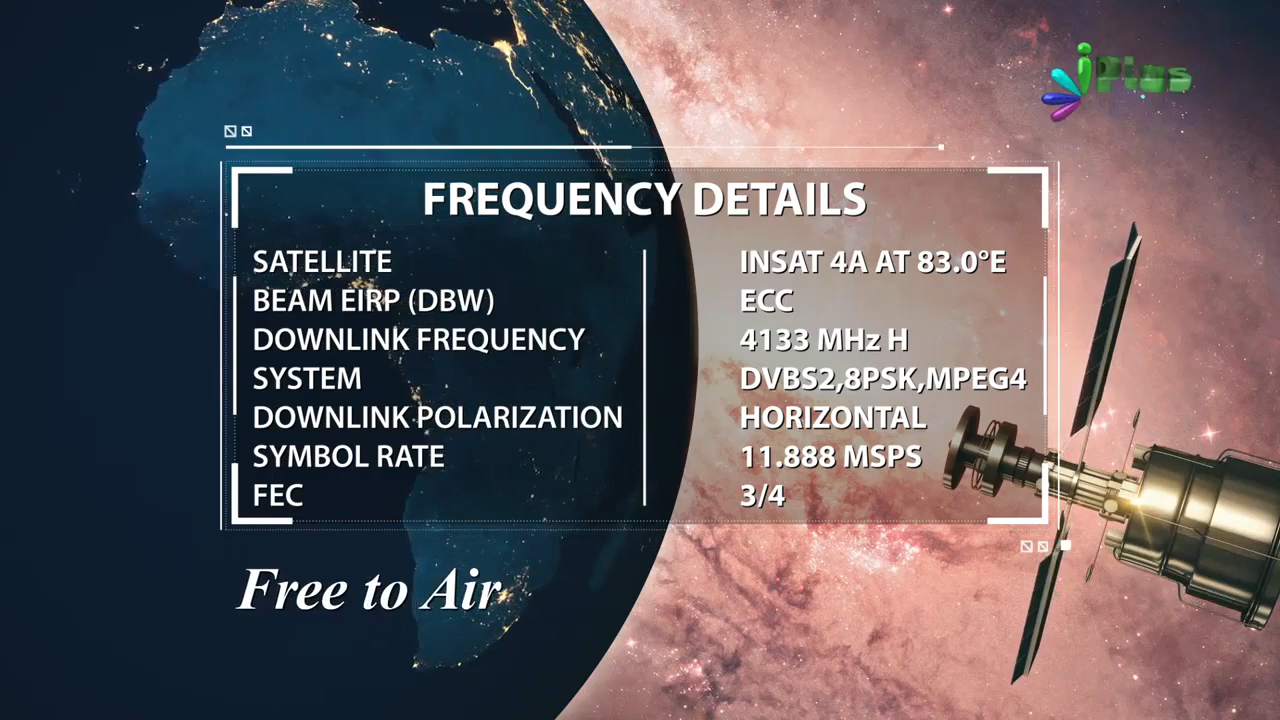 iPlus
FREQUENCY DETAILS
SATELLITE INSAT 4A AT 83.0°E
BEAM EIRP (DBW) ECC
DOWNLINK FREQUENCY 4133 MHz H
SYSTEM DVBS2,8PSK,MPEG4
DOWNLINK POLARIZATION HORIZONTAL
SYMBOL RATE 11.888 MSPS
FEC 3/4
Free to Air